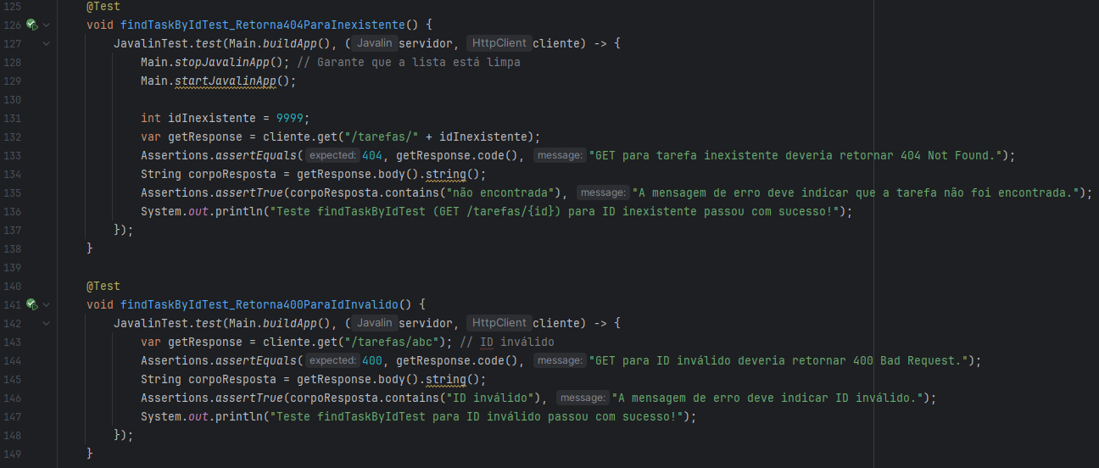 125 @Test
126 void findTaskByIdTest_Retorna404ParaInexistente() {
127 JavalinTest.test(Main.buildApp(), ( Javalin servidor, HttpClient cliente) -> {
128 Main.stopJavalinApp(); // Garante que a lista está limpa
129 Main.startJavalinApp();
130
131 int idInexistente = 9999;
132 var getResponse = cliente.get("/tarefas/" + idInexistente);
133 Assertions.assertEquals( expected: 404, getResponse.code(), message: "GET para tarefa inexistente deveria retornar 404 Not Found.");
134 String corpoResposta = getResponse.body().string();
135 Assertions.assertTrue(corpoResposta.contains("não encontrada"), message: "A mensagem de erro deve indicar que a tarefa não foi encontrada.");
136 System.out.println("Teste findTaskByIdTest (GET /tarefas/{id}) para ID inexistente passou com sucesso!");
137 });
138 }
139
140 @Test
141 void findTaskByIdTest_Retorna400ParaIdInvalido() {
142 JavalinTest.test(Main.buildApp(), ( Javalin servidor, HttpClient cliente) -> {
143 var getResponse = cliente.get("/tarefas/abc"); // ID inválido
144 Assertions.assertEquals( expected: 400, getResponse.code(), message: "GET para ID inválido deveria retornar 400 Bad Request.");
145 String corpoResposta = getResponse.body().string();
146 Assertions.assertTrue(corpoResposta.contains("ID inválido"), message: "A mensagem de erro deve indicar ID inválido.");
147 System.out.println("Teste findTaskByIdTest para ID inválido passou com sucesso!");
148 });
149 }